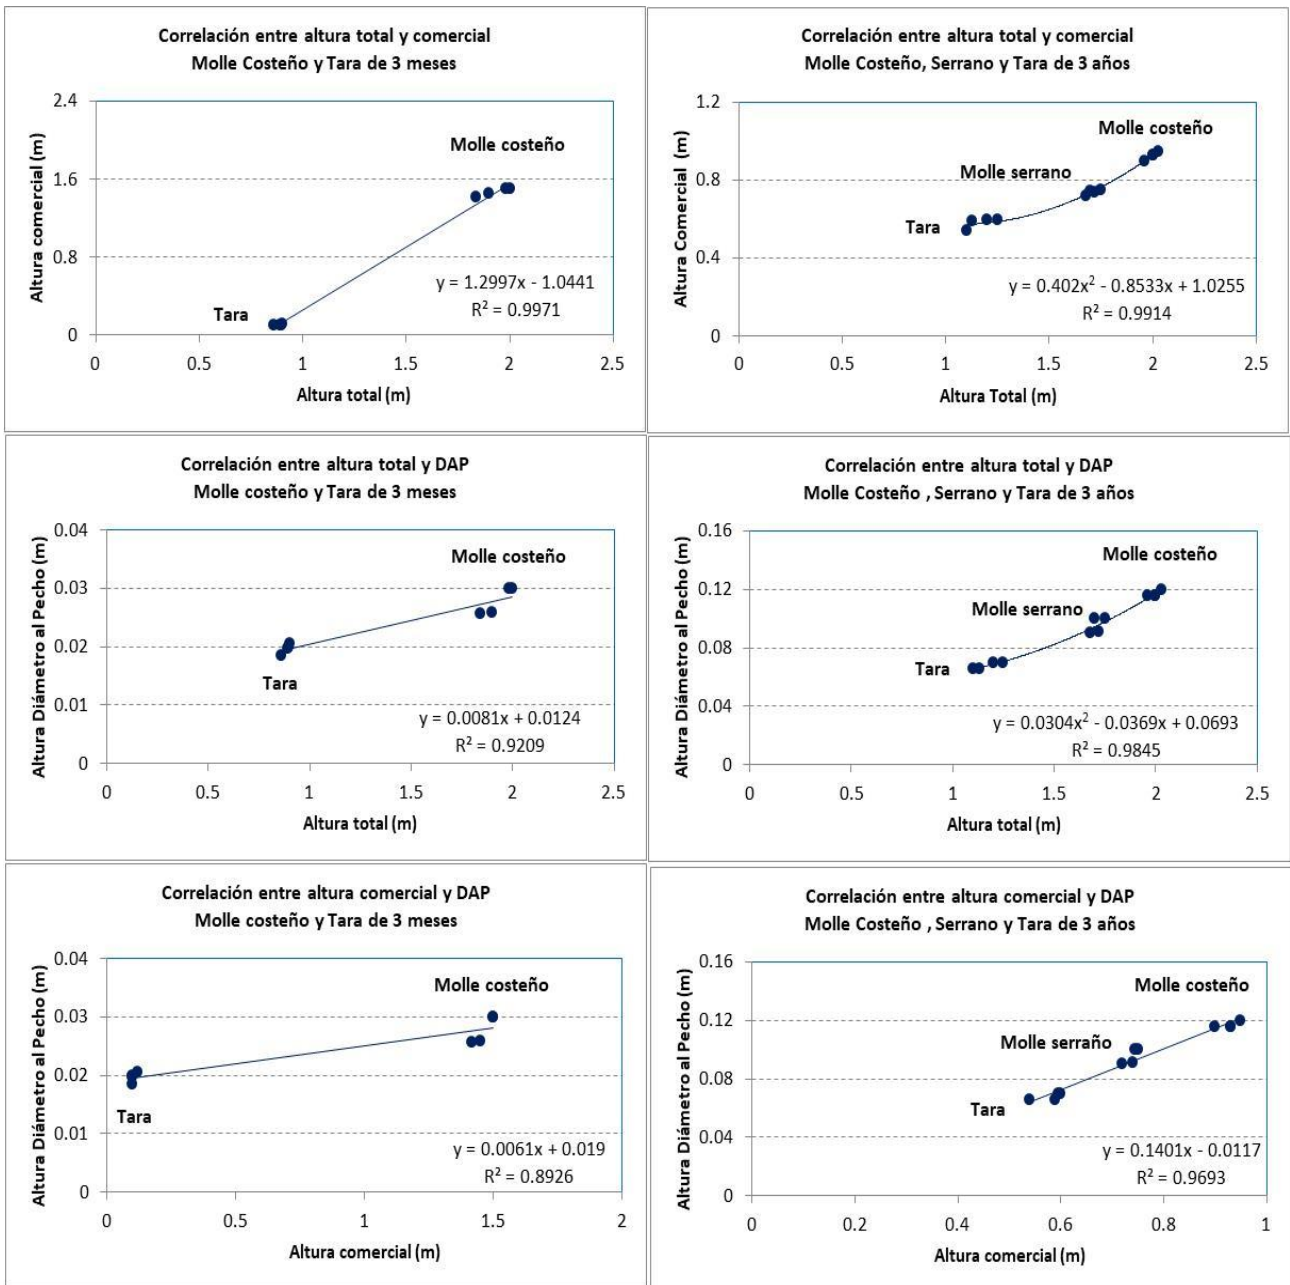 Correlación entre altura total y comercial
Molle Costeño y Tara de 3 meses
2.4
1.6
0.8
0
Altura comercial (m)
Molle costeño
Tara
y = 1.2997x - 1.0441
R² = 0.9971
0 0.5 1 1.5 2 2.5
Altura total (m)
Correlación entre altura total y comercial
Molle Costeño, Serrano y Tara de 3 años
1.2
0.8
0.4
0
Altura Comercial (m)
Molle costeño
Molle serrano
Tara
y = 0.402x² - 0.8533x + 1.0255
R² = 0.9914
0 0.5 1 1.5 2 2.5
Altura Total (m)
Correlación entre altura total y DAP
Molle costeño y Tara de 3 meses
0.04
0.03
0.02
0.01
0
Altura Diámetro al Pecho (m)
Molle costeño
Tara
y = 0.0081x + 0.0124
R² = 0.9209
0 0.5 1 1.5 2 2.5
Altura total (m)
Correlación entre altura total y DAP
Molle Costeño , Serrano y Tara de 3 años
0.16
0.12
0.08
0.04
0
Altura Diámetro al Pecho (m)
Molle costeño
Molle serrano
Tara
y = 0.0304x² - 0.0369x + 0.0693
R² = 0.9845
0 0.5 1 1.5 2 2.5
Altura total (m)
Correlación entre altura comercial y DAP
Molle costeño y Tara de 3 meses
0.04
0.03
0.02
0.01
0
Altura Diámetro al Pecho (m)
Molle costeño
Tara
y = 0.0061x + 0.019
R² = 0.8926
0 0.5 1 1.5 2
Altura comercial (m)
Correlación entre altura comercial y DAP
Molle Costeño , Serrano y Tara de 3 años
0.16
0.12
0.08
0.04
0
Altura Diámetro al Pecho (m)
Molle costeño
Molle serraño
Tara
y = 0.1401x - 0.0117
R² = 0.9693
0 0.2 0.4 0.6 0.8 1
Altura comercial (m)